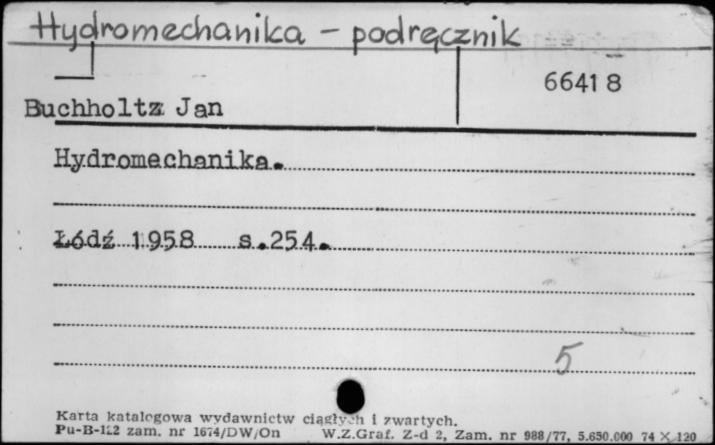 Hydromechanika - podręcznik
66418
Buchholtz Jan
Hydromechanika.
Łódź 1958 s.254.
5
Karta katalogowa wydawnictw ciągłych i zwartych.
Pu-B-122 zam. nr 1674/DW/On W.Z.Graf. Z-d 2, Zam. nr 988/77, 5.650.000 74 X 120